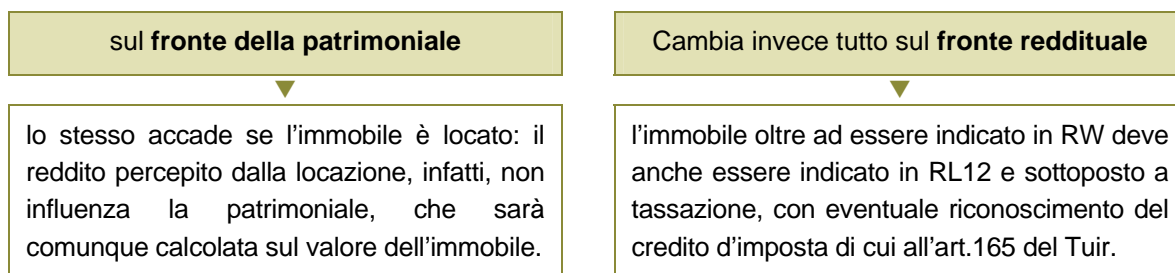 sul fronte della patrimoniale
lo stesso accade se l'immobile è locato: il
reddito percepito dalla locazione, infatti, non
influenza la patrimoniale, che sarà
comunque calcolata sul valore dell'immobile.
Cambia invece tutto sul fronte reddituale
l'immobile oltre ad essere indicato in RW deve
anche essere indicato in RL12 e sottoposto a
tassazione, con eventuale riconoscimento del
credito d'imposta di cui all'art.165 del Tuir.